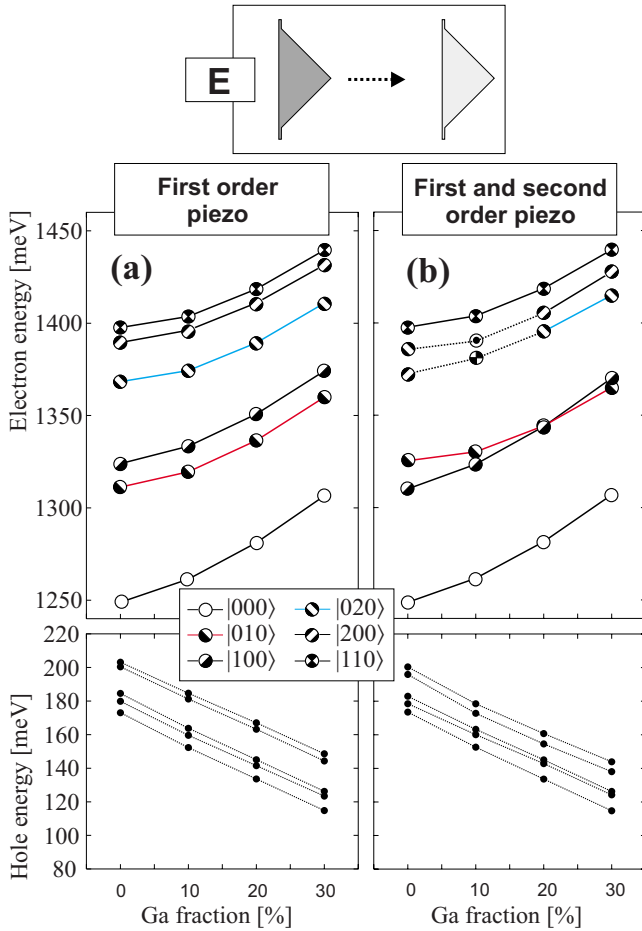 E
First order
piezo
First and second
order piezo
Electron energy [meV]
1450
1400
1350
1300
1250
(a)
(b)
|000⟩
|020⟩
|010⟩
|200⟩
|100⟩
|110⟩
Hole energy [meV]
220
200
180
160
140
120
100
80
0 10 20 30
0 10 20 30
Ga fraction [%]
Ga fraction [%]